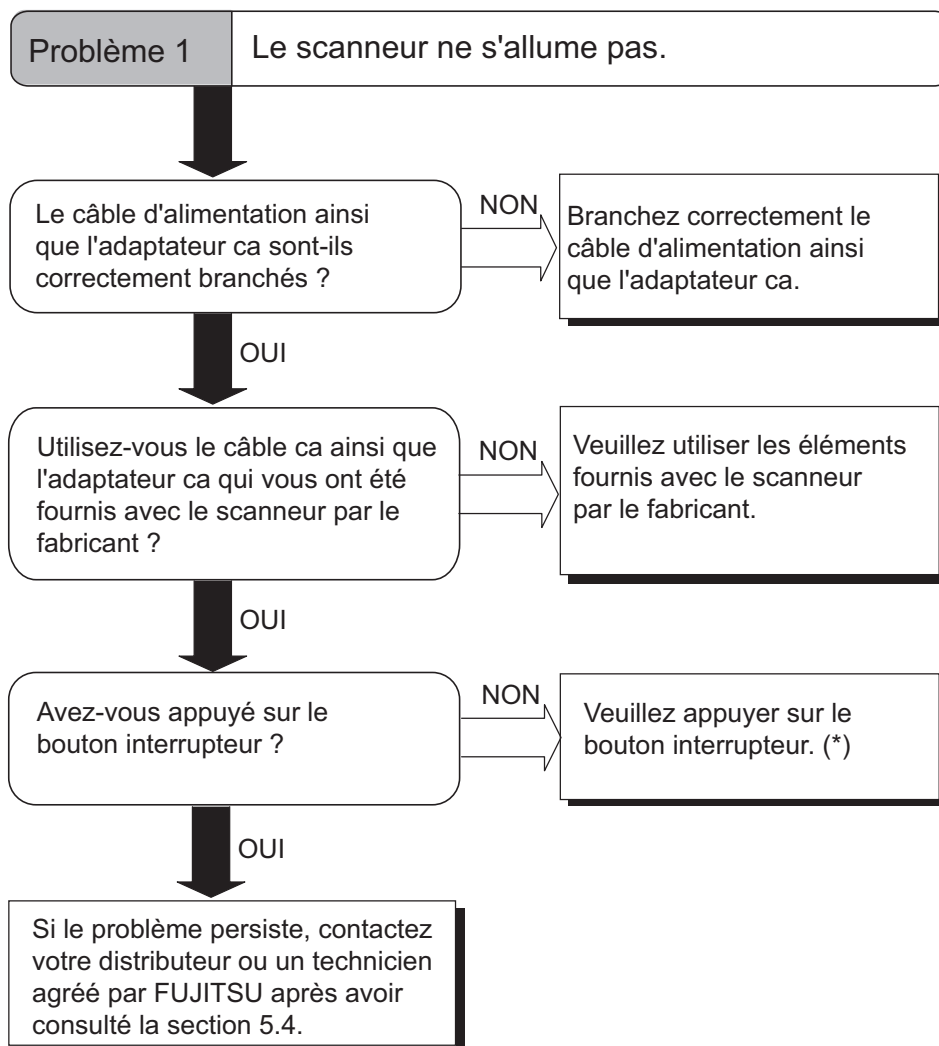 Problème 1
Le scanneur ne s'allume pas.
Le câble d'alimentation ainsi
que l'adaptateur ca sont-ils
correctement branchés ?
NON
Branchez correctement le
câble d'alimentation ainsi
que l'adaptateur ca.
OUI
Utilisez-vous le câble ca ainsi que
l'adaptateur ca qui vous ont été
fournis avec le scanneur par le
fabricant ?
NON
Veuillez utiliser les éléments
fournis avec le scanneur
par le fabricant.
OUI
Avez-vous appuyé sur le
bouton interrupteur ?
NON
Veuillez appuyer sur le
bouton interrupteur. (*)
OUI
Si le problème persiste, contactez
votre distributeur ou un technicien
agréé par FUJITSU après avoir
consulté la section 5.4.